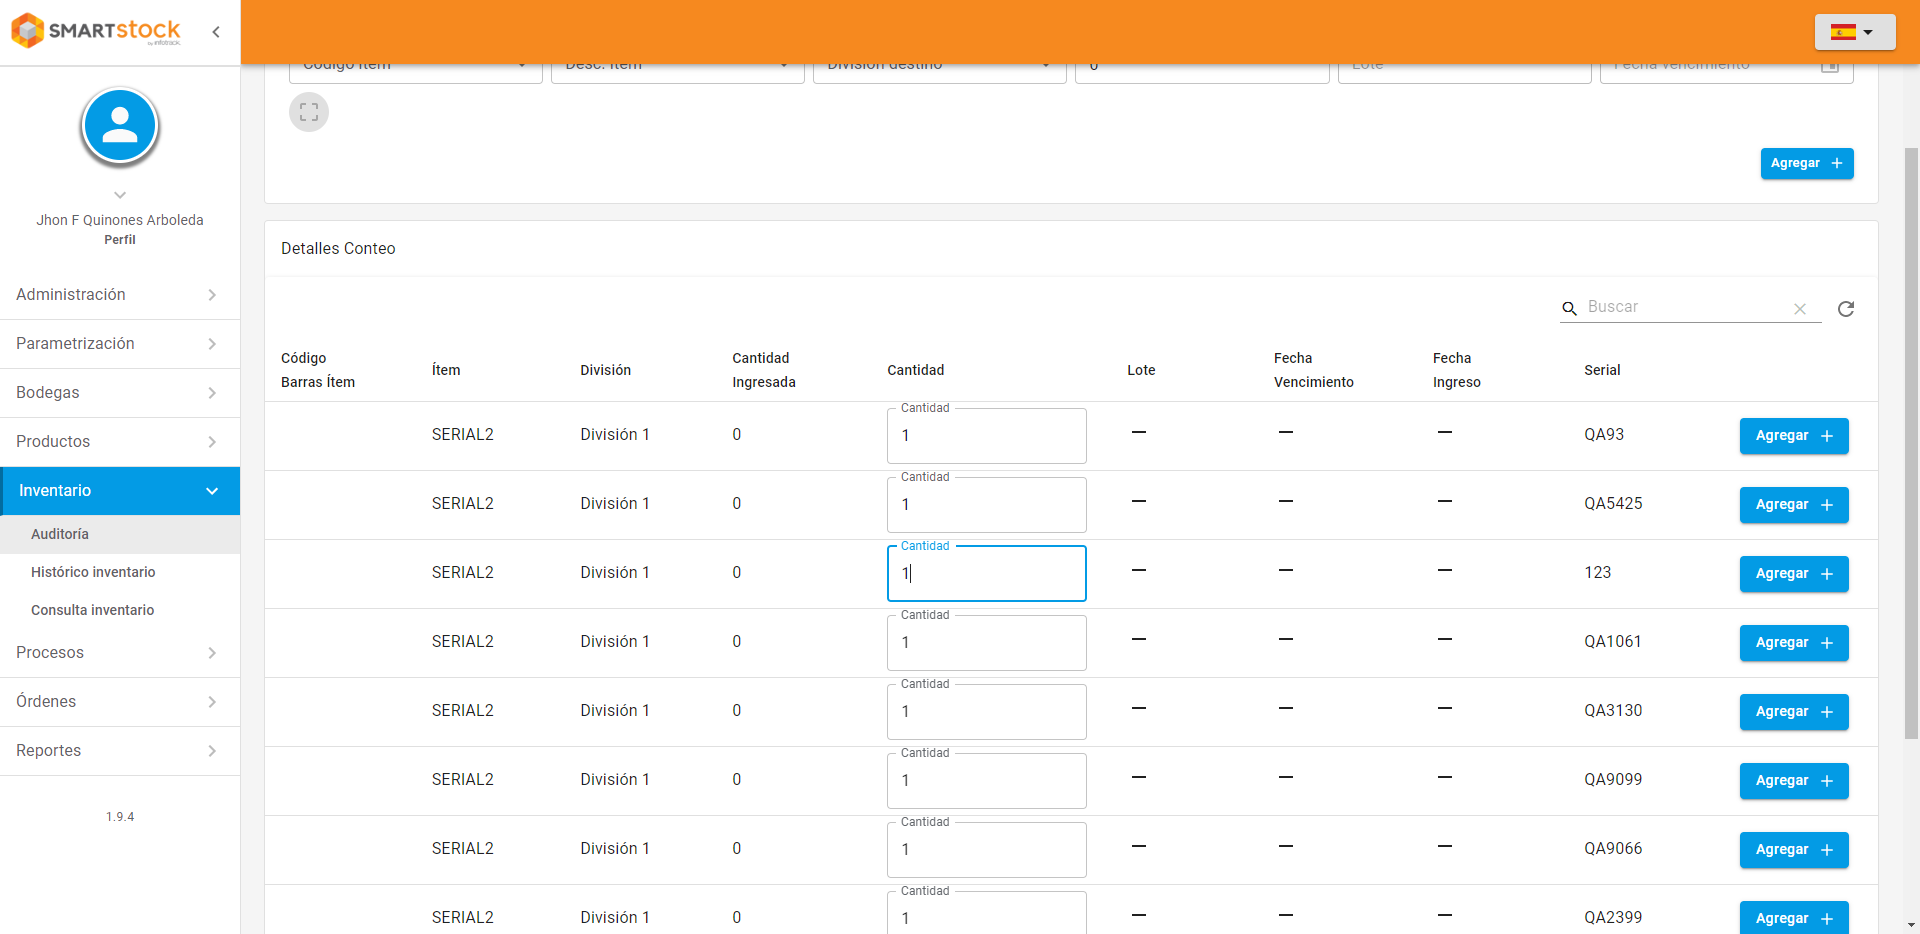 SMARTstock
by infotrack
Jhon F Quinones Arboleda
Perfil
Administración
Parametrización
Bodegas
Productos
Inventario
Auditoría
Histórico inventario
Consulta inventario
Procesos
Órdenes
Reportes
1.9.4
Código ítem Desc. ítem División destino 0 Lote Fecha vencimiento
Agregar
Detalles Conteo
Buscar
Código Barras Ítem Ítem División Cantidad Ingresada Cantidad Lote Fecha Vencimiento Fecha Ingreso Serial
Cantidad
SERIAL2 División 1 0 1 — — — QA93 Agregar
Cantidad
SERIAL2 División 1 0 1 — — — QA5425 Agregar
Cantidad
SERIAL2 División 1 0 1 — — — 123 Agregar
Cantidad
SERIAL2 División 1 0 1 — — — QA1061 Agregar
Cantidad
SERIAL2 División 1 0 1 — — — QA3130 Agregar
Cantidad
SERIAL2 División 1 0 1 — — — QA9099 Agregar
Cantidad
SERIAL2 División 1 0 1 — — — QA9066 Agregar
Cantidad
SERIAL2 División 1 0 1 — — — QA2399 Agregar